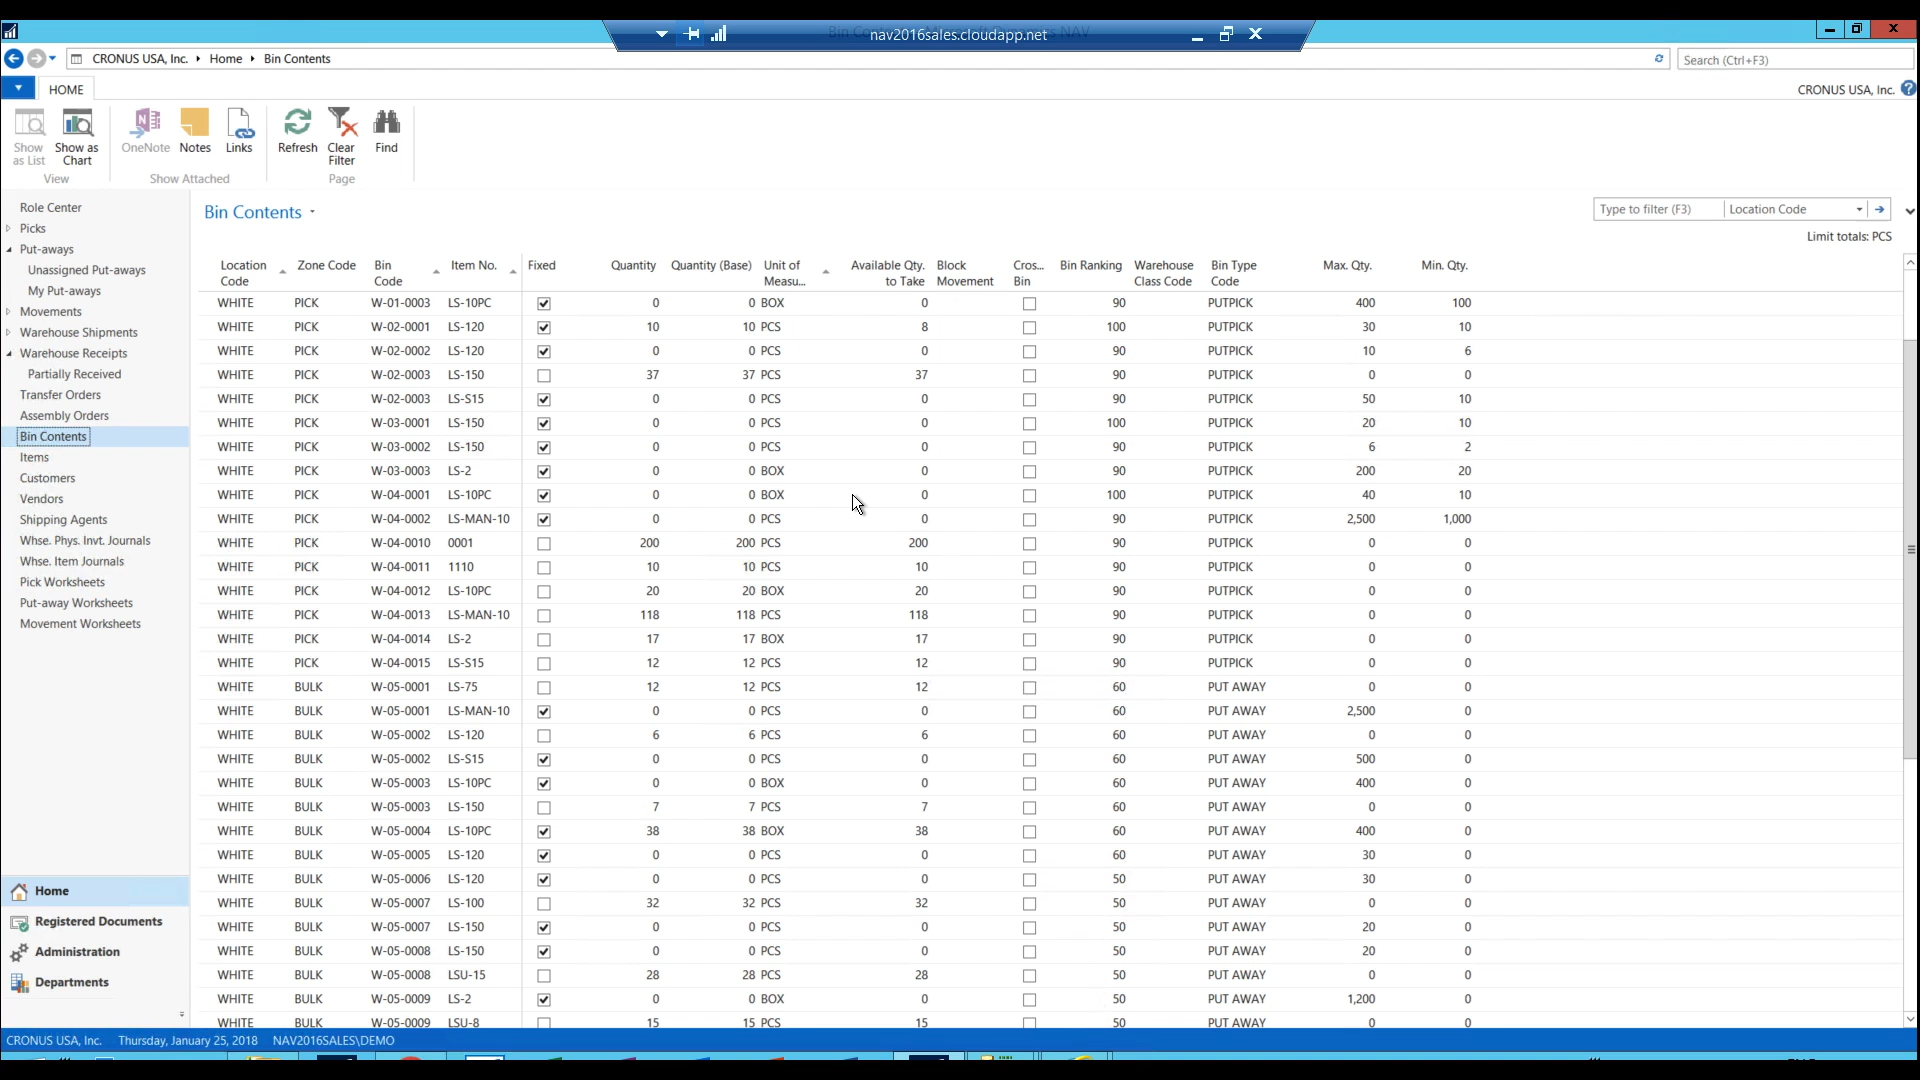 nav2016sales.cloudapp.net
CRONUS USA, Inc. Home Bin Contents
Search (Ctrl+F3)
HOME
CRONUS USA, Inc.
Show as List
Show as Chart
OneNote
Notes
Links
Refresh
Clear Filter
Find
View
Show Attached
Page
Role Center
Picks
Put-aways
Unassigned Put-aways
My Put-aways
Movements
Warehouse Shipments
Warehouse Receipts
Partially Received
Transfer Orders
Assembly Orders
Bin Contents
Items
Customers
Vendors
Shipping Agents
Whse. Phys. Invt. Journals
Whse. Item Journals
Pick Worksheets
Put-away Worksheets
Movement Worksheets
Home
Registered Documents
Administration
Departments
Bin Contents
Type to filter (F3) Location Code
Limit totals: PCS
Location Code Zone Code Bin Code Item No. Fixed Quantity Quantity (Base) Unit of Measu... Available Qty. to Take Block Movement Cros... Bin Bin Ranking Warehouse Class Code Bin Type Code Max. Qty. Min. Qty.
WHITE PICK W-01-0003 LS-10PC 0 0 BOX 0 90 PUTPICK 400 100
WHITE PICK W-02-0001 LS-120 10 10 PCS 8 100 PUTPICK 30 10
WHITE PICK W-02-0002 LS-120 0 0 PCS 0 90 PUTPICK 10 6
WHITE PICK W-02-0003 LS-150 37 37 PCS 37 90 PUTPICK 0 0
WHITE PICK W-02-0003 LS-S15 0 0 PCS 0 90 PUTPICK 50 10
WHITE PICK W-03-0001 LS-150 0 0 PCS 0 100 PUTPICK 20 10
WHITE PICK W-03-0002 LS-150 0 0 PCS 0 90 PUTPICK 6 2
WHITE PICK W-03-0003 LS-2 0 0 BOX 0 90 PUTPICK 200 20
WHITE PICK W-04-0001 LS-10PC 0 0 BOX 0 100 PUTPICK 40 10
WHITE PICK W-04-0002 LS-MAN-10 0 0 PCS 0 90 PUTPICK 2,500 1,000
WHITE PICK W-04-0010 0001 200 200 PCS 200 90 PUTPICK 0 0
WHITE PICK W-04-0011 1110 10 10 PCS 10 90 PUTPICK 0 0
WHITE PICK W-04-0012 LS-10PC 20 20 BOX 20 90 PUTPICK 0 0
WHITE PICK W-04-0013 LS-MAN-10 118 118 PCS 118 90 PUTPICK 0 0
WHITE PICK W-04-0014 LS-2 17 17 BOX 17 90 PUTPICK 0 0
WHITE PICK W-04-0015 LS-S15 12 12 PCS 12 90 PUTPICK 0 0
WHITE BULK W-05-0001 LS-75 12 12 PCS 12 60 PUT AWAY 0 0
WHITE BULK W-05-0001 LS-MAN-10 0 0 PCS 0 60 PUT AWAY 2,500 0
WHITE BULK W-05-0002 LS-120 6 6 PCS 6 60 PUT AWAY 0 0
WHITE BULK W-05-0002 LS-S15 0 0 PCS 0 60 PUT AWAY 500 0
WHITE BULK W-05-0003 LS-10PC 0 0 BOX 0 60 PUT AWAY 400 0
WHITE BULK W-05-0003 LS-150 7 7 PCS 7 60 PUT AWAY 0 0
WHITE BULK W-05-0004 LS-10PC 38 38 BOX 38 60 PUT AWAY 400 0
WHITE BULK W-05-0005 LS-120 0 0 PCS 0 60 PUT AWAY 30 0
WHITE BULK W-05-0006 LS-120 0 0 PCS 0 50 PUT AWAY 30 0
WHITE BULK W-05-0007 LS-100 32 32 PCS 32 50 PUT AWAY 0 0
WHITE BULK W-05-0007 LS-150 0 0 PCS 0 50 PUT AWAY 20 0
WHITE BULK W-05-0008 LS-150 0 0 PCS 0 50 PUT AWAY 20 0
WHITE BULK W-05-0008 LSU-15 28 28 PCS 28 50 PUT AWAY 0 0
WHITE BULK W-05-0009 LS-2 0 0 BOX 0 50 PUT AWAY 1,200 0
WHITE BULK W-05-0009 LSU-8 15 15 PCS 15 50 PUT AWAY 0 0
CRONUS USA, Inc. Thursday, January 25, 2018 NAV2016SALES\DEMO